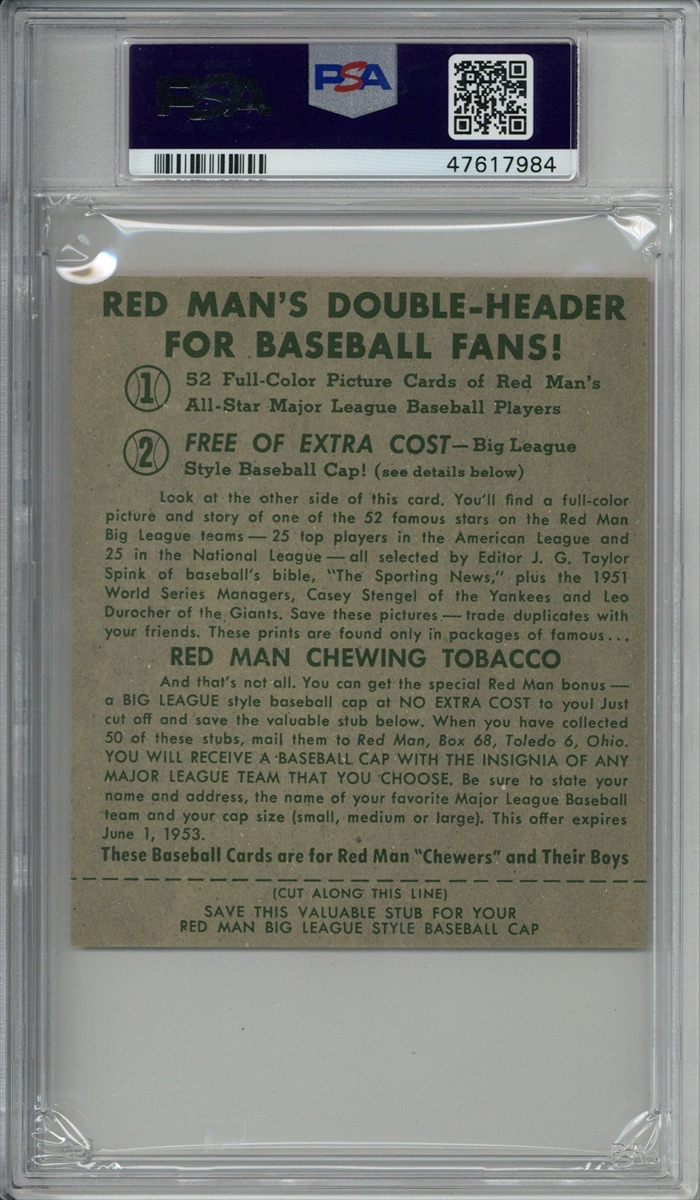 PSA
PSA
47617984
RED MAN'S DOUBLE-HEADER
FOR BASEBALL FANS!
1 52 Full-Color Picture Cards of Red Man's
All-Star Major League Baseball Players
2 FREE OF EXTRA COST—Big League
Style Baseball Cap! (see details below)
Look at the other side of this card. You'll find a full-color
picture and story of one of the 52 famous stars on the Red Man
Big League teams — 25 top players in the American League and
25 in the National League — all selected by Editor J. G. Taylor
Spink of baseball's bible, "The Sporting News," plus the 1951
World Series Managers, Casey Stengel of the Yankees and Leo
Durocher of the Giants. Save these pictures — trade duplicates with
your friends. These prints are found only in packages of famous...
RED MAN CHEWING TOBACCO
And that's not all. You can get the special Red Man bonus —
a BIG LEAGUE style baseball cap at NO EXTRA COST to you! Just
cut off and save the valuable stub below. When you have collected
50 of these stubs, mail them to Red Man, Box 68, Toledo 6, Ohio.
YOU WILL RECEIVE A BASEBALL CAP WITH THE INSIGNIA OF ANY
MAJOR LEAGUE TEAM THAT YOU CHOOSE. Be sure to state your
name and address, the name of your favorite Major League Baseball
team and your cap size (small, medium or large). This offer expires
June 1, 1953.
These Baseball Cards are for Red Man "Chewers" and Their Boys
(CUT ALONG THIS LINE)
SAVE THIS VALUABLE STUB FOR YOUR
RED MAN BIG LEAGUE STYLE BASEBALL CAP
PSA
PSA